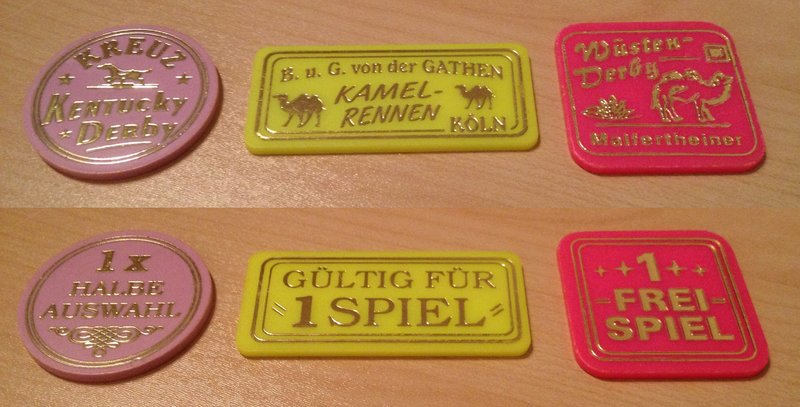 KREUZ
Kentucky
Derby
B. u. G. von der GATHEN
KAMEL-
RENNEN
KÖLN
Wüsten-
Derby
Malfertheiner
1 x
HALBE
AUSWAHL
GÜLTIG FÜR
1 SPIEL
1
FREI-
SPIEL